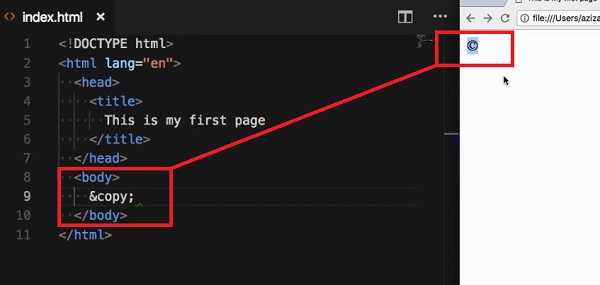 index.html
1 <!DOCTYPE html>
2 <html lang="en">
3 <head>
4 <title>
5 This is my first page
6 </title>
7 </head>
8 <body>
9 &copy;
10 </body>
11 </html>
This is my first page
file:///Users/aziza
©